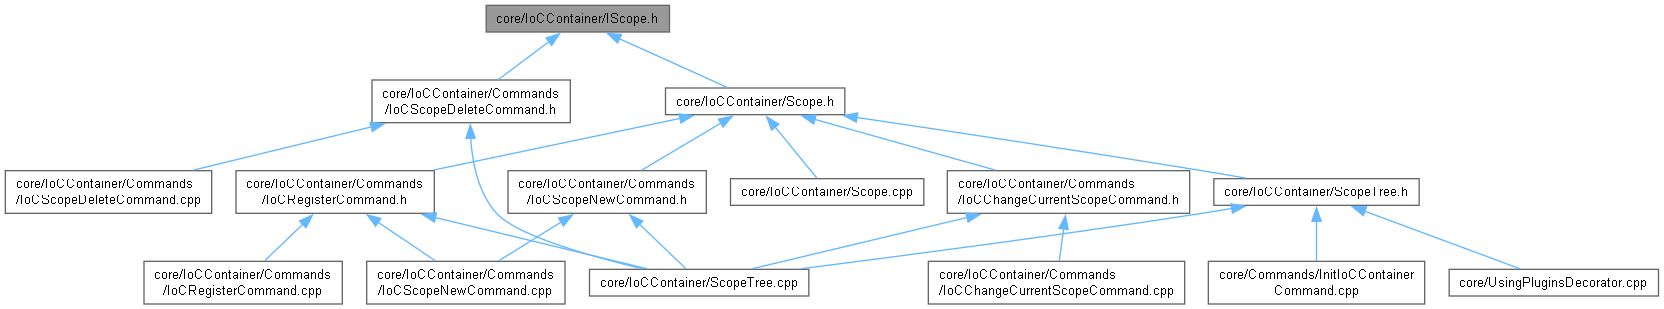 core/IoCContainer/IScope.h
core/IoCContainer/Commands
/IoCScopeDeleteCommand.h
core/IoCContainer/Scope.h
core/IoCContainer/Commands
/IoCScopeDeleteCommand.cpp
core/IoCContainer/Commands
/IoCRegisterCommand.h
core/IoCContainer/Commands
/IoCScopeNewCommand.h
core/IoCContainer/Scope.cpp
core/IoCContainer/Commands
/IoCChangeCurrentScopeCommand.h
core/IoCContainer/ScopeTree.h
core/IoCContainer/Commands
/IoCRegisterCommand.cpp
core/IoCContainer/Commands
/IoCScopeNewCommand.cpp
core/IoCContainer/ScopeTree.cpp
core/IoCContainer/Commands
/IoCChangeCurrentScopeCommand.cpp
core/Commands/InitIoCContainer
Command.cpp
core/UsingPluginsDecorator.cpp